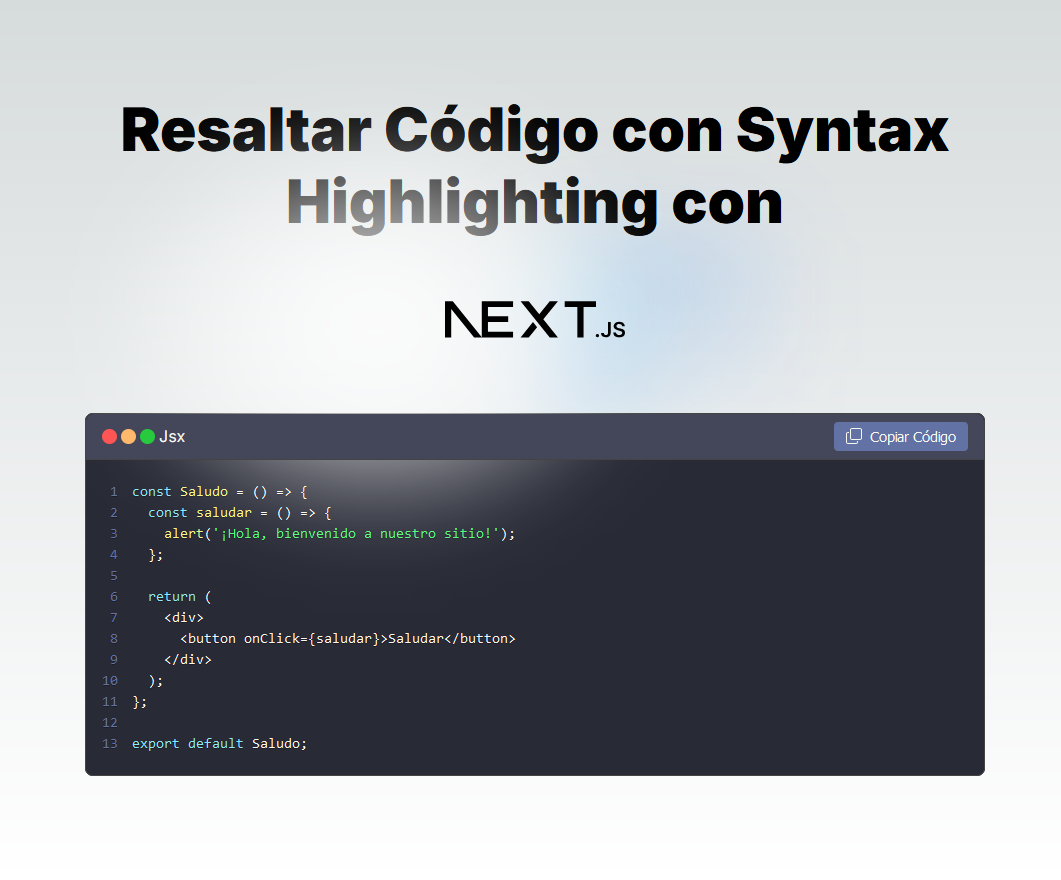 Resaltar Código con Syntax
Highlighting con
NEXT.JS
Jsx
Copiar Código
1 const Saludo = () => {
2   const saludar = () => {
3     alert('¡Hola, bienvenido a nuestro sitio!');
4   };
5
6   return (
7     <div>
8       <button onClick={saludar}>Saludar</button>
9     </div>
10   );
11 };
12
13 export default Saludo;